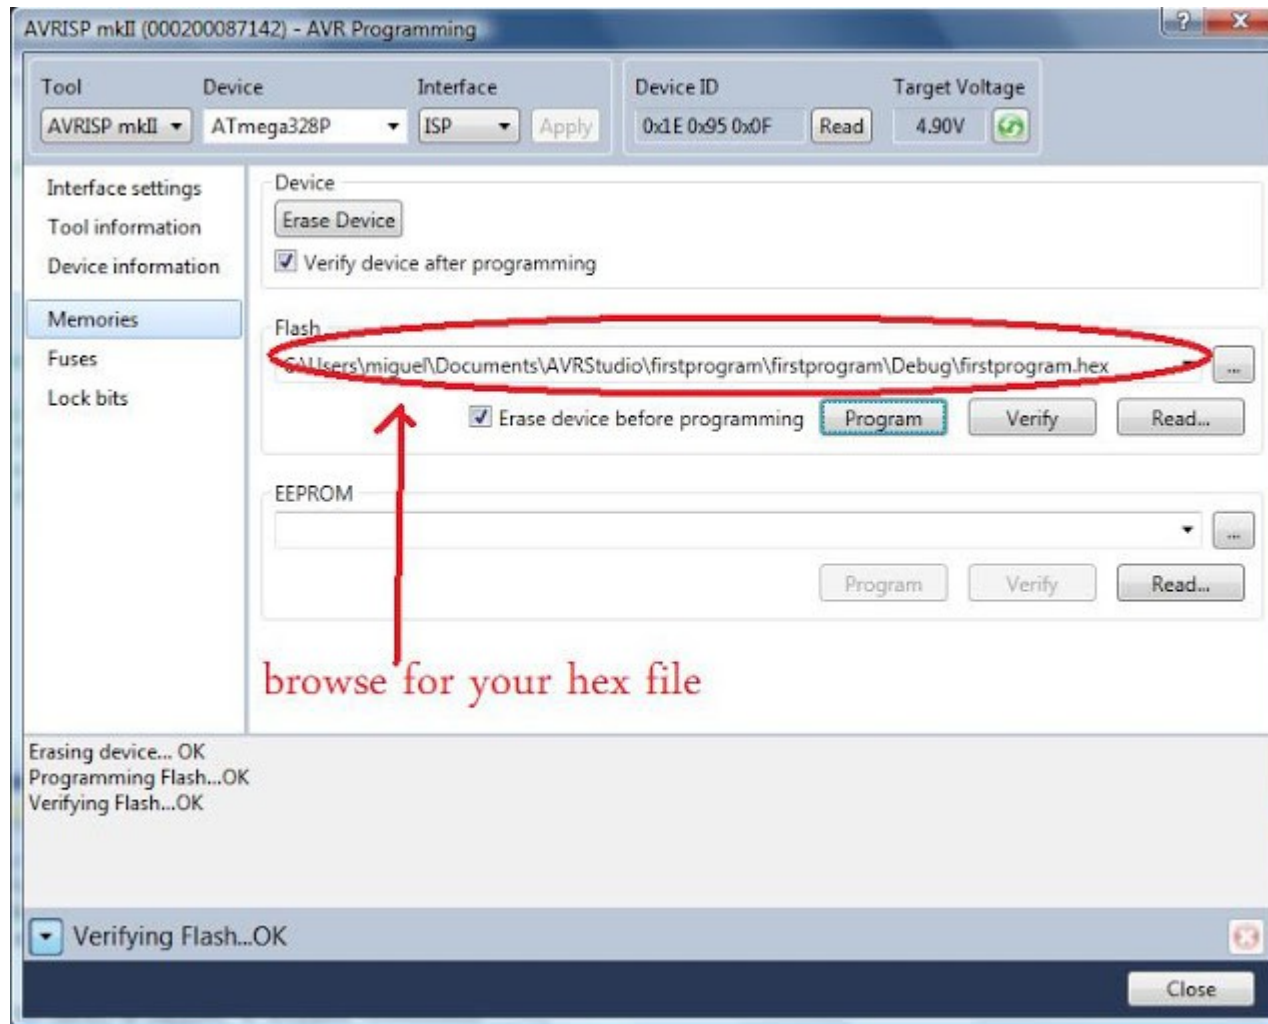 AVRISP mkII (000200087142) - AVR Programming
Tool Device Interface Device ID Target Voltage
AVRISP mkII ATmega328P ISP Apply 0x1E 0x95 0x0F Read 4.90V
Interface settings
Tool information
Device information
Memories
Fuses
Lock bits
Device
Erase Device
Verify device after programming
Flash
C:\Users\miguel\Documents\AVRStudio\firstprogram\firstprogram\Debug\firstprogram.hex ...
Erase device before programming Program Verify Read...
EEPROM
...
Program Verify Read...
browse for your hex file
Erasing device... OK
Programming Flash...OK
Verifying Flash...OK
Verifying Flash...OK
Close